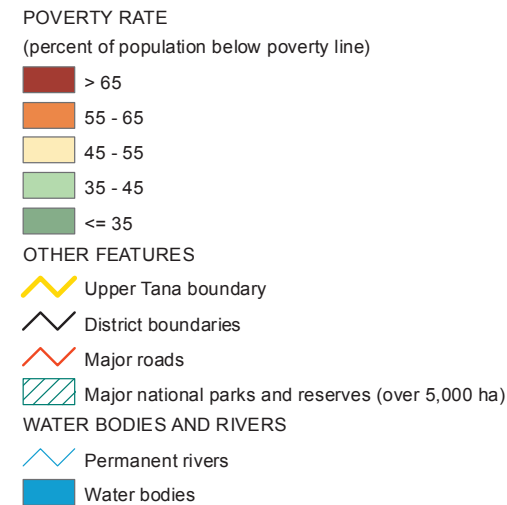 POVERTY RATE
(percent of population below poverty line)
> 65
55 - 65
45 - 55
35 - 45
<= 35
OTHER FEATURES
Upper Tana boundary
District boundaries
Major roads
Major national parks and reserves (over 5,000 ha)
WATER BODIES AND RIVERS
Permanent rivers
Water bodies